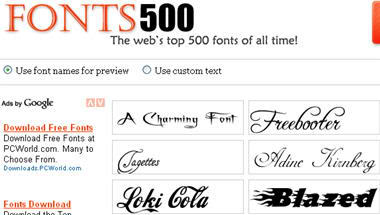 FONTS500
The web's top 500 fonts of all time!
Use font names for preview Use custom text
Ads by Google
Download Free Fonts
Download Free Fonts at
PCWorld.com. Many to
Choose From.
Downloads.PCWorld.com
Fonts Download
Download the Top
A Charming Font Freebooter
Jagettes Adine Kirnberg
Loki Cola Blazed